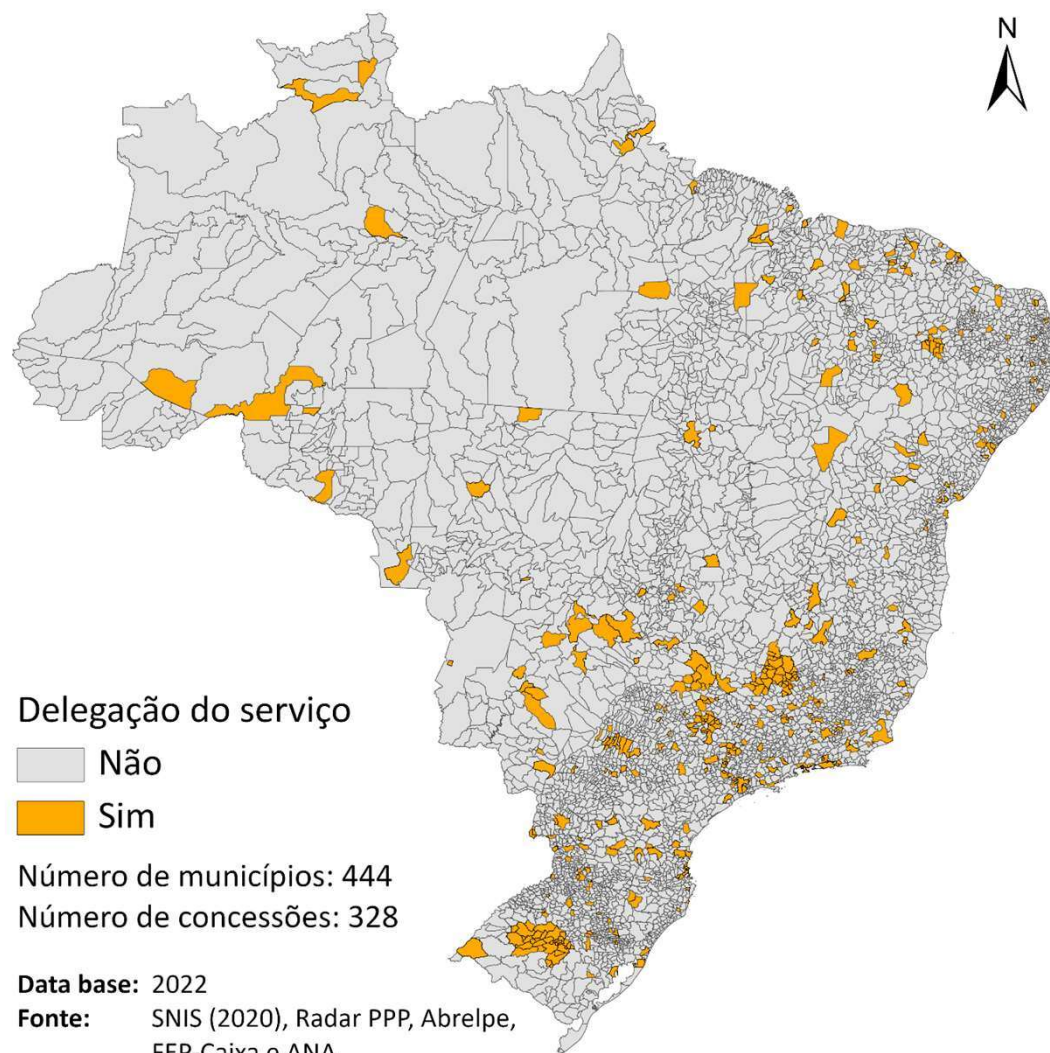 N
Delegação do serviço
Não
Sim
Número de municípios: 444
Número de concessões: 328
Data base: 2022
Fonte: SNIS (2020), Radar PPP, Abrelpe,
FEP-Caixa e ANA